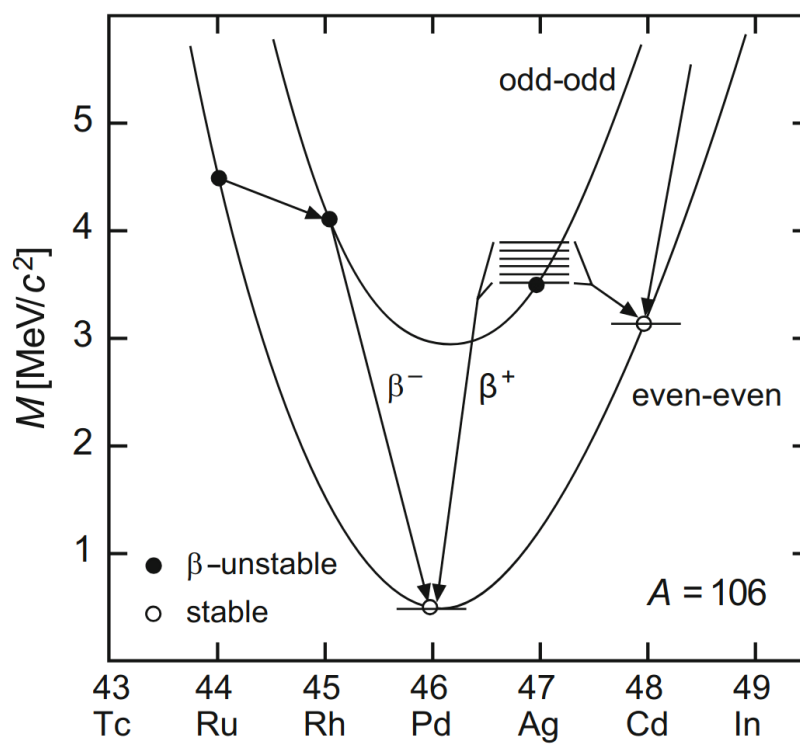 odd-odd
5
4
3
2
1
M [MeV/c²]
β⁻
β⁺
even-even
β-unstable
stable
A = 106
43 44 45 46 47 48 49
Tc Ru Rh Pd Ag Cd In